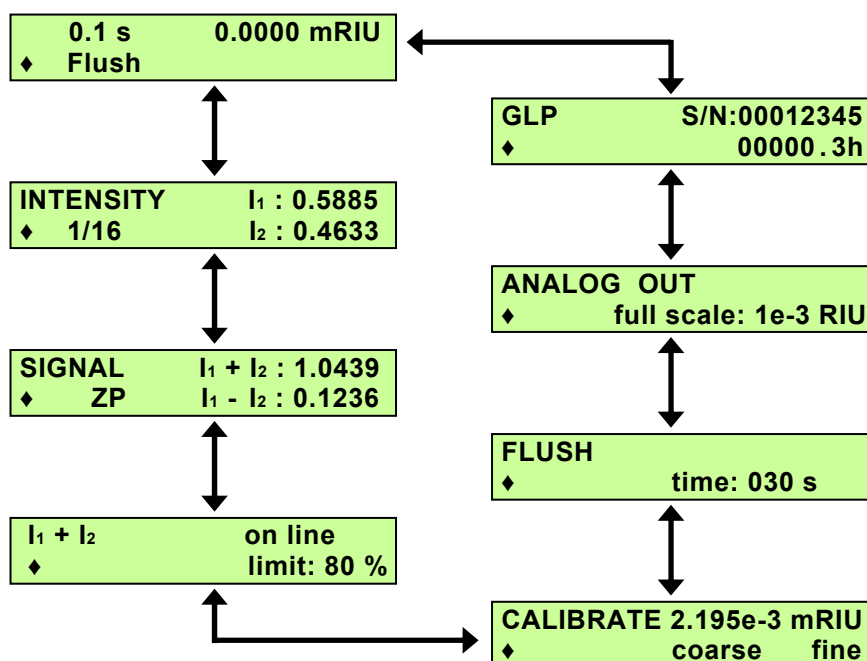 0.1 s 0.0000 mRIU
♦ Flush
INTENSITY I₁ : 0.5885
♦ 1/16 I₂ : 0.4633
SIGNAL I₁ + I₂ : 1.0439
♦ ZP I₁ - I₂ : 0.1236
I₁ + I₂ on line
♦ limit: 80 %
GLP S/N:00012345
♦ 00000.3h
ANALOG OUT
♦ full scale: 1e-3 RIU
FLUSH
♦ time: 030 s
CALIBRATE 2.195e-3 mRIU
♦ coarse fine